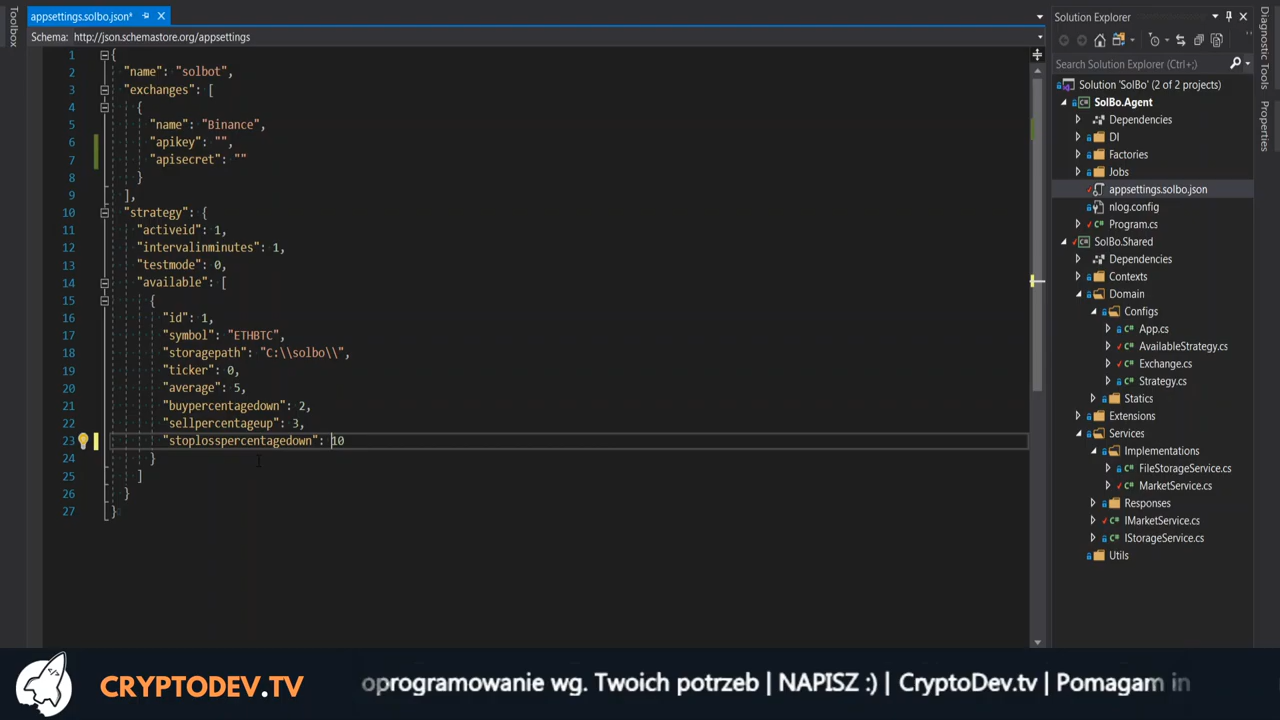 appsettings.solbo.json*
Schema: http://json.schemastore.org/appsettings
Toolbox
1 {
2 "name": "solbot",
3 "exchanges": [
4 {
5 "name": "Binance",
6 "apikey": "",
7 "apisecret": ""
8 }
9 ],
10 "strategy": {
11 "activeid": 1,
12 "intervalinminutes": 1,
13 "testmode": 0,
14 "available": [
15 {
16 "id": 1,
17 "symbol": "ETHBTC",
18 "storagepath": "C:\\solbo\\",
19 "ticker": 0,
20 "average": 5,
21 "buypercentagedown": 2,
22 "sellpercentageup": 3,
23 "stoplosspercentagedown": 10
24 }
25 ]
26 }
27 }
Solution Explorer
Search Solution Explorer (Ctrl+;)
Solution 'SolBo' (2 of 2 projects)
SolBo.Agent
Dependencies
DI
Factories
Jobs
appsettings.solbo.json
nlog.config
Program.cs
SolBo.Shared
Dependencies
Contexts
Domain
Configs
App.cs
AvailableStrategy.cs
Exchange.cs
Strategy.cs
Statics
Extensions
Services
Implementations
FileStorageService.cs
MarketService.cs
Responses
IMarketService.cs
IStorageService.cs
Utils
Diagnostic Tools
Properties
CRYPTODEV.TV
oprogramowanie wg. Twoich potrzeb | NAPISZ :) | CryptoDev.tv | Pomagam in